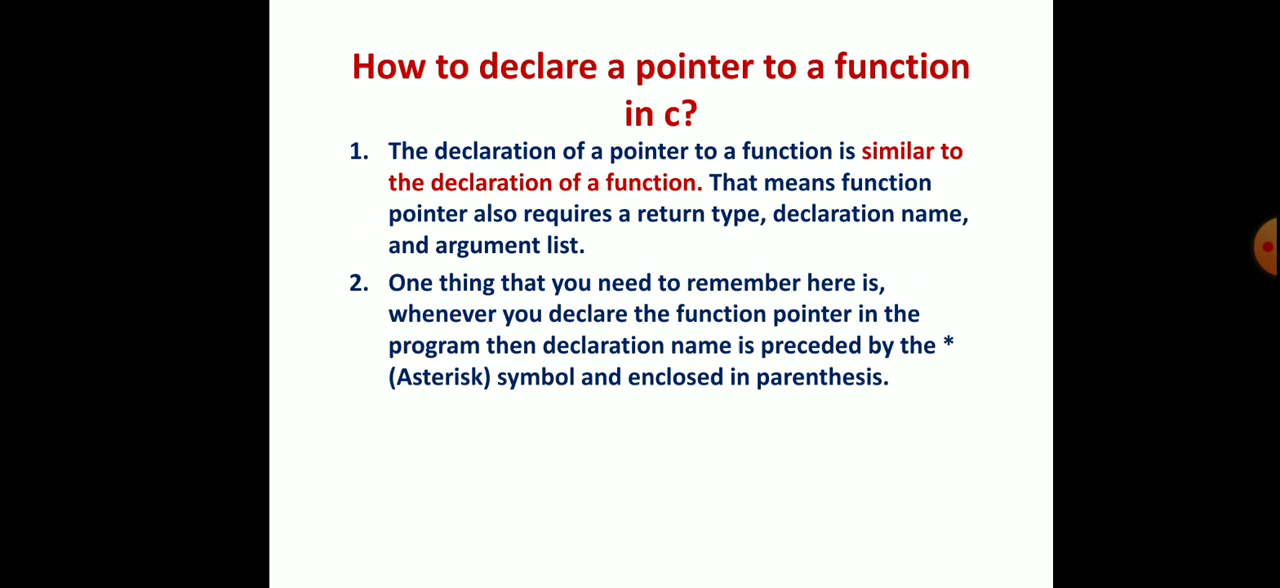 How to declare a pointer to a function
in c?
1. The declaration of a pointer to a function is similar to
the declaration of a function. That means function
pointer also requires a return type, declaration name,
and argument list.
2. One thing that you need to remember here is,
whenever you declare the function pointer in the
program then declaration name is preceded by the *
(Asterisk) symbol and enclosed in parenthesis.